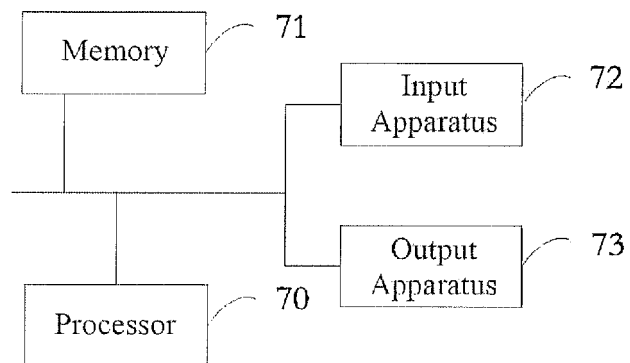 Memory
71
Input
Apparatus
72
Output
Apparatus
73
Processor
70